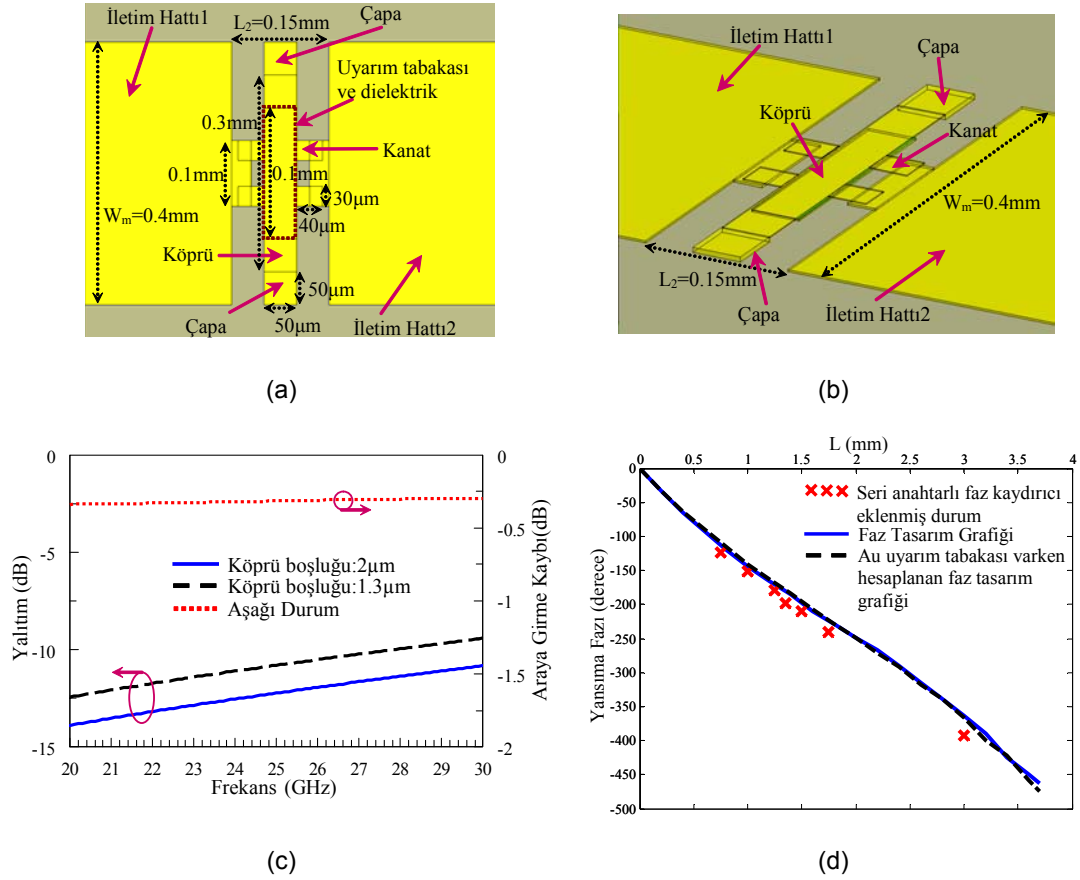 İletim Hattı1
L₂=0.15mm
Çapa
Uyarım tabakası
ve dielektrik
0.3mm
Kanat
0.1mm
0.1mm
30µm
Wₘ=0.4mm
40µm
Köprü
50µm
Çapa
50µm
İletim Hattı2
(a)
İletim Hattı1
Çapa
Köprü
Kanat
Wₘ=0.4mm
L₂=0.15mm
Çapa
İletim Hattı2
(b)
0
-5
-10
-15
Yalıtım (dB)
0
-0.5
-1
-1.5
-2
Araya Girme Kaybı(dB)
Köprü boşluğu:2µm
Köprü boşluğu:1.3µm
Aşağı Durum
20 21 22 23 24 25 26 27 28 29 30
Frekans (GHz)
(c)
L (mm)
0 0.5 1 1.5 2 2.5 3 3.5 4
0
-50
-100
-150
-200
-250
-300
-350
-400
-450
-500
Yansıma Fazı (derece)
Seri anahtarlı faz kaydırıcı
eklenmiş durum
Faz Tasarım Grafiği
Au uyarım tabakası varken
hesaplanan faz tasarım
grafiği
(d)